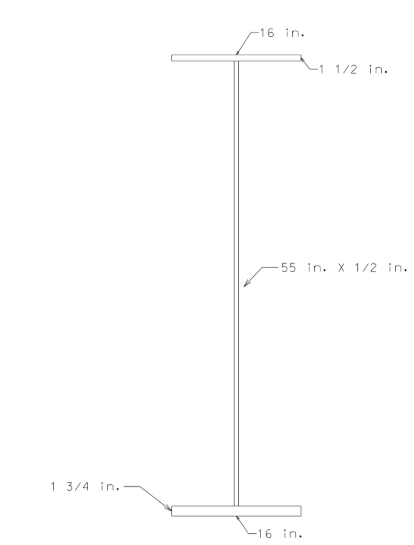 16 in.
1 1/2 in.
55 in. X 1/2 in.
1 3/4 in.
16 in.